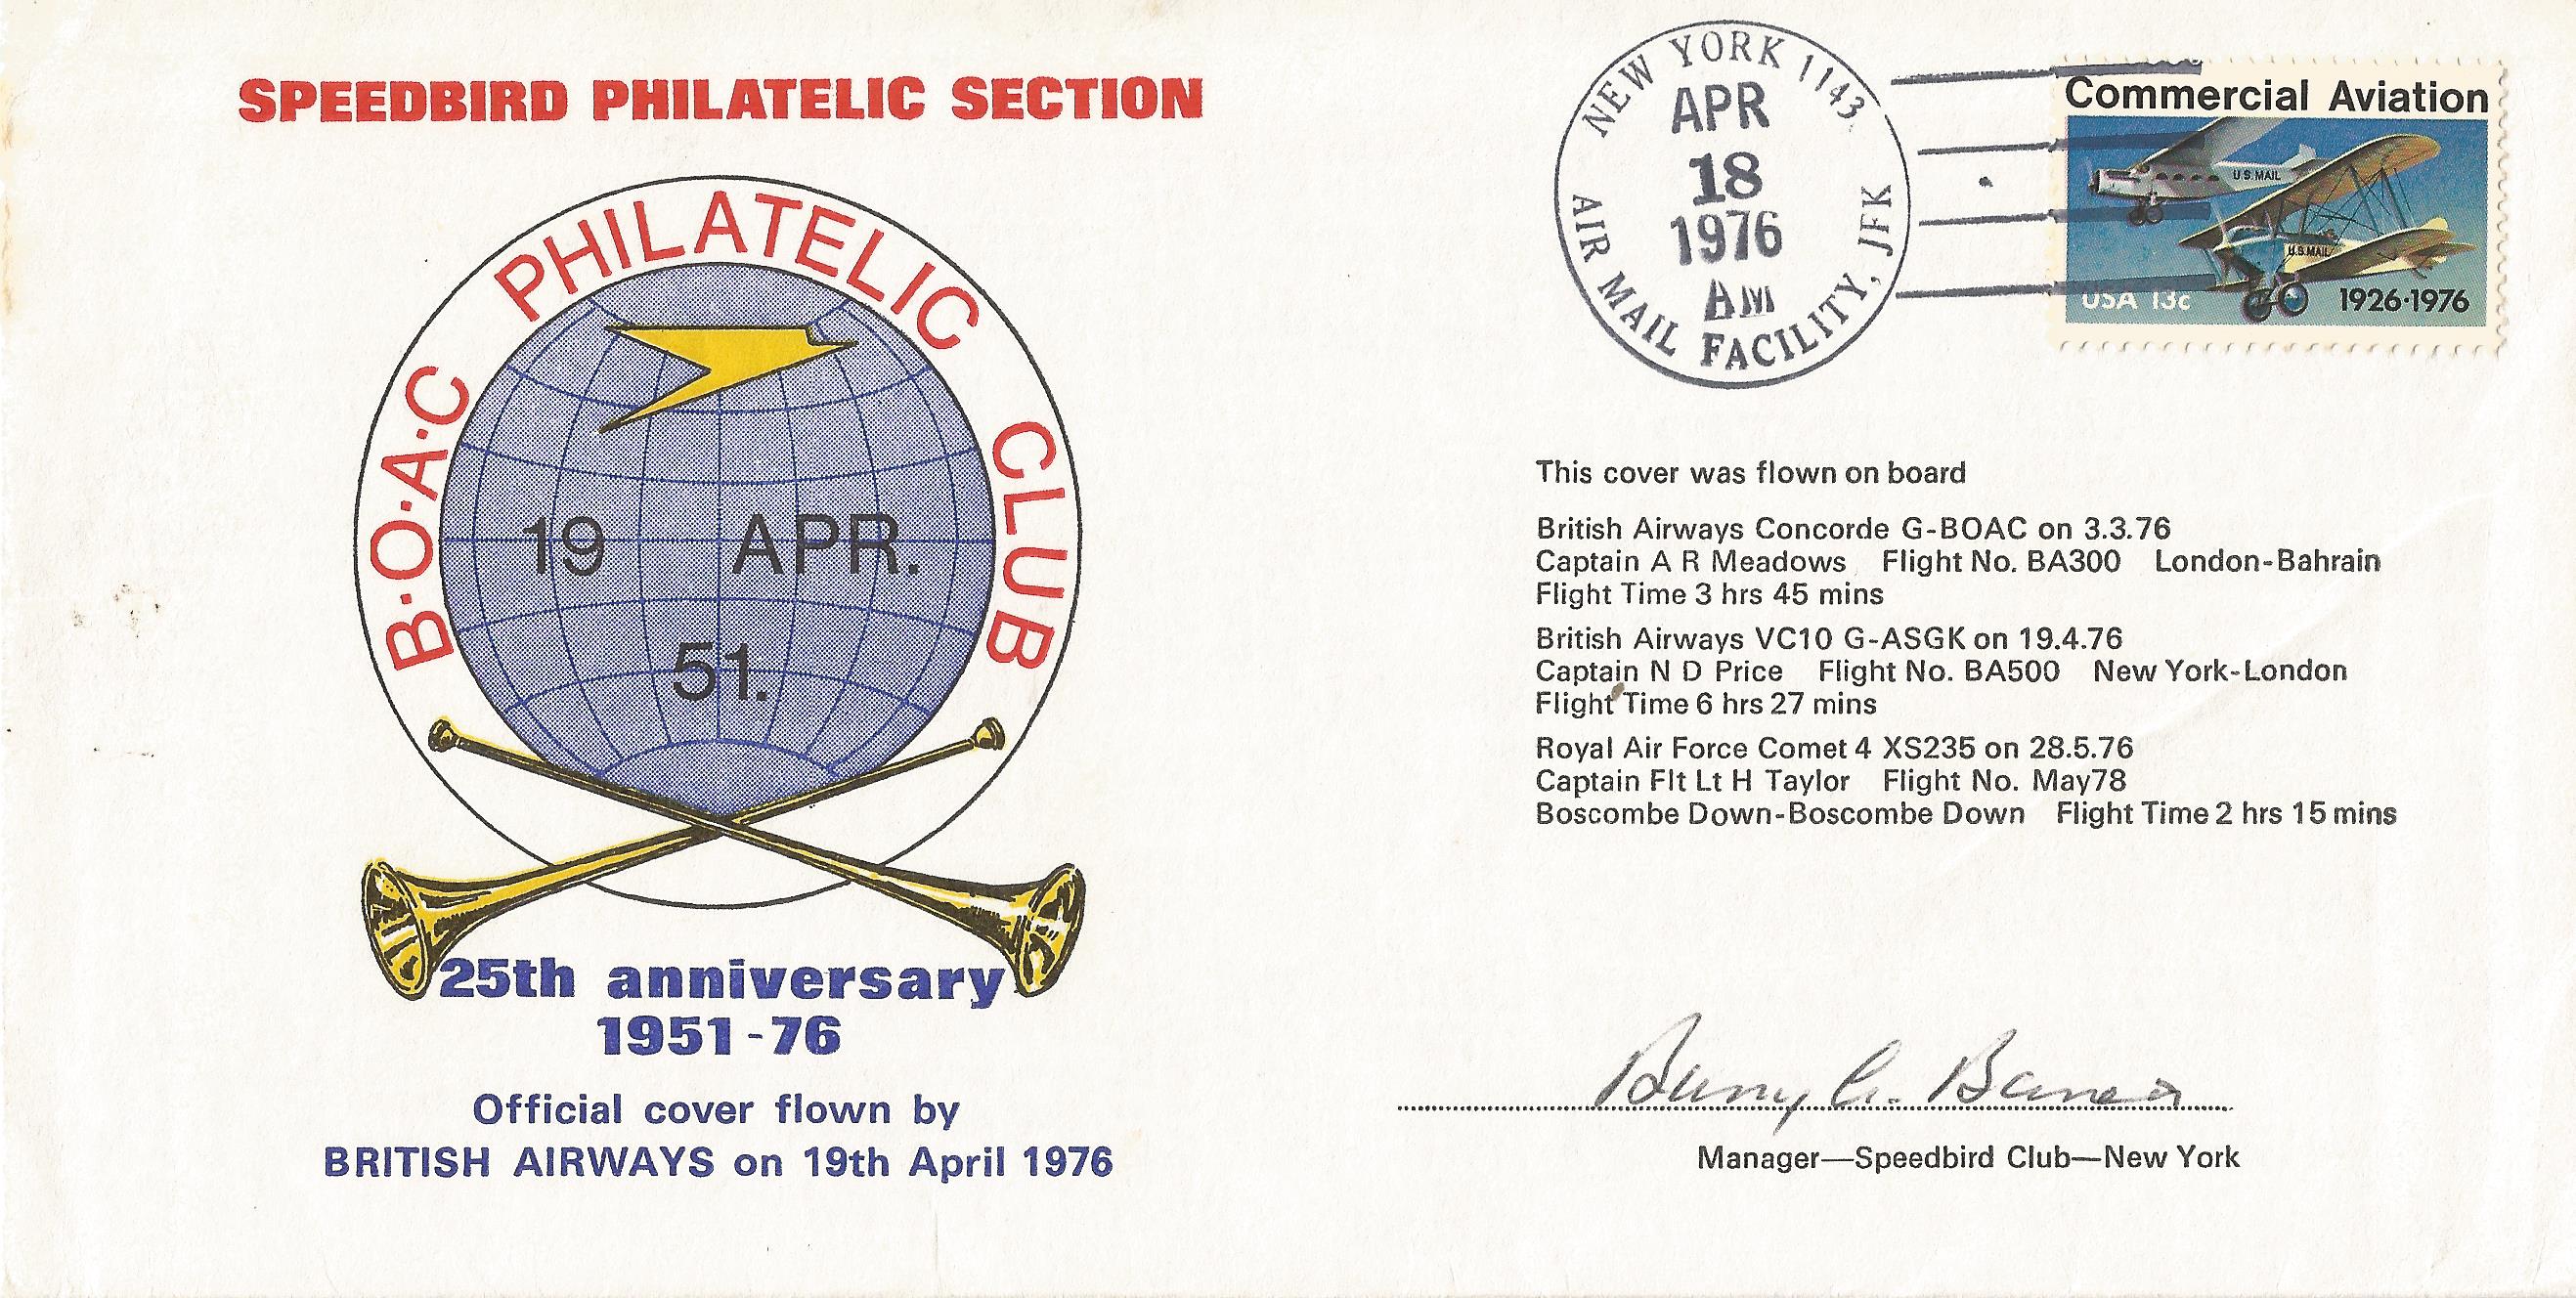 SPEEDBIRD PHILATELIC SECTION
B·O·A·C PHILATELIC CLUB
19 APR.
51.
25th anniversary
1951-76
Official cover flown by
BRITISH AIRWAYS on 19th April 1976
NEW YORK 1143
APR
18
1976
AM
AIR MAIL FACILITY, JFK
Commercial Aviation
U.S.MAIL
U.S.MAIL
USA 13c
1926·1976
This cover was flown on board
British Airways Concorde G-BOAC on 3.3.76
Captain A R Meadows Flight No. BA300 London-Bahrain
Flight Time 3 hrs 45 mins
British Airways VC10 G-ASGK on 19.4.76
Captain N D Price Flight No. BA500 New York-London
Flight Time 6 hrs 27 mins
Royal Air Force Comet 4 XS235 on 28.5.76
Captain Flt Lt H Taylor Flight No. May78
Boscombe Down-Boscombe Down Flight Time 2 hrs 15 mins
Manager—Speedbird Club—New York